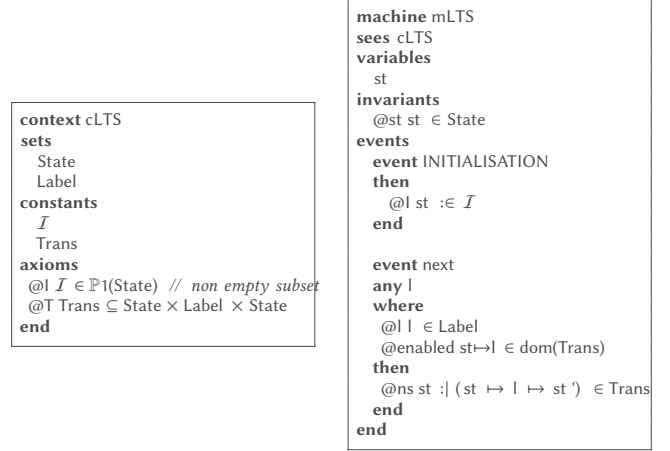 context cLTS
sets
State
Label
constants
ℐ
Trans
axioms
@I ℐ ∈ ℙ1(State) // non empty subset
@T Trans ⊆ State × Label × State
end
machine mLTS
sees cLTS
variables
st
invariants
@st st ∈ State
events
event INITIALISATION
then
@I st :∈ ℐ
end
event next
any l
where
@l l ∈ Label
@enabled st↦l ∈ dom(Trans)
then
@ns st :| ( st ↦ l ↦ st ') ∈ Trans
end
end